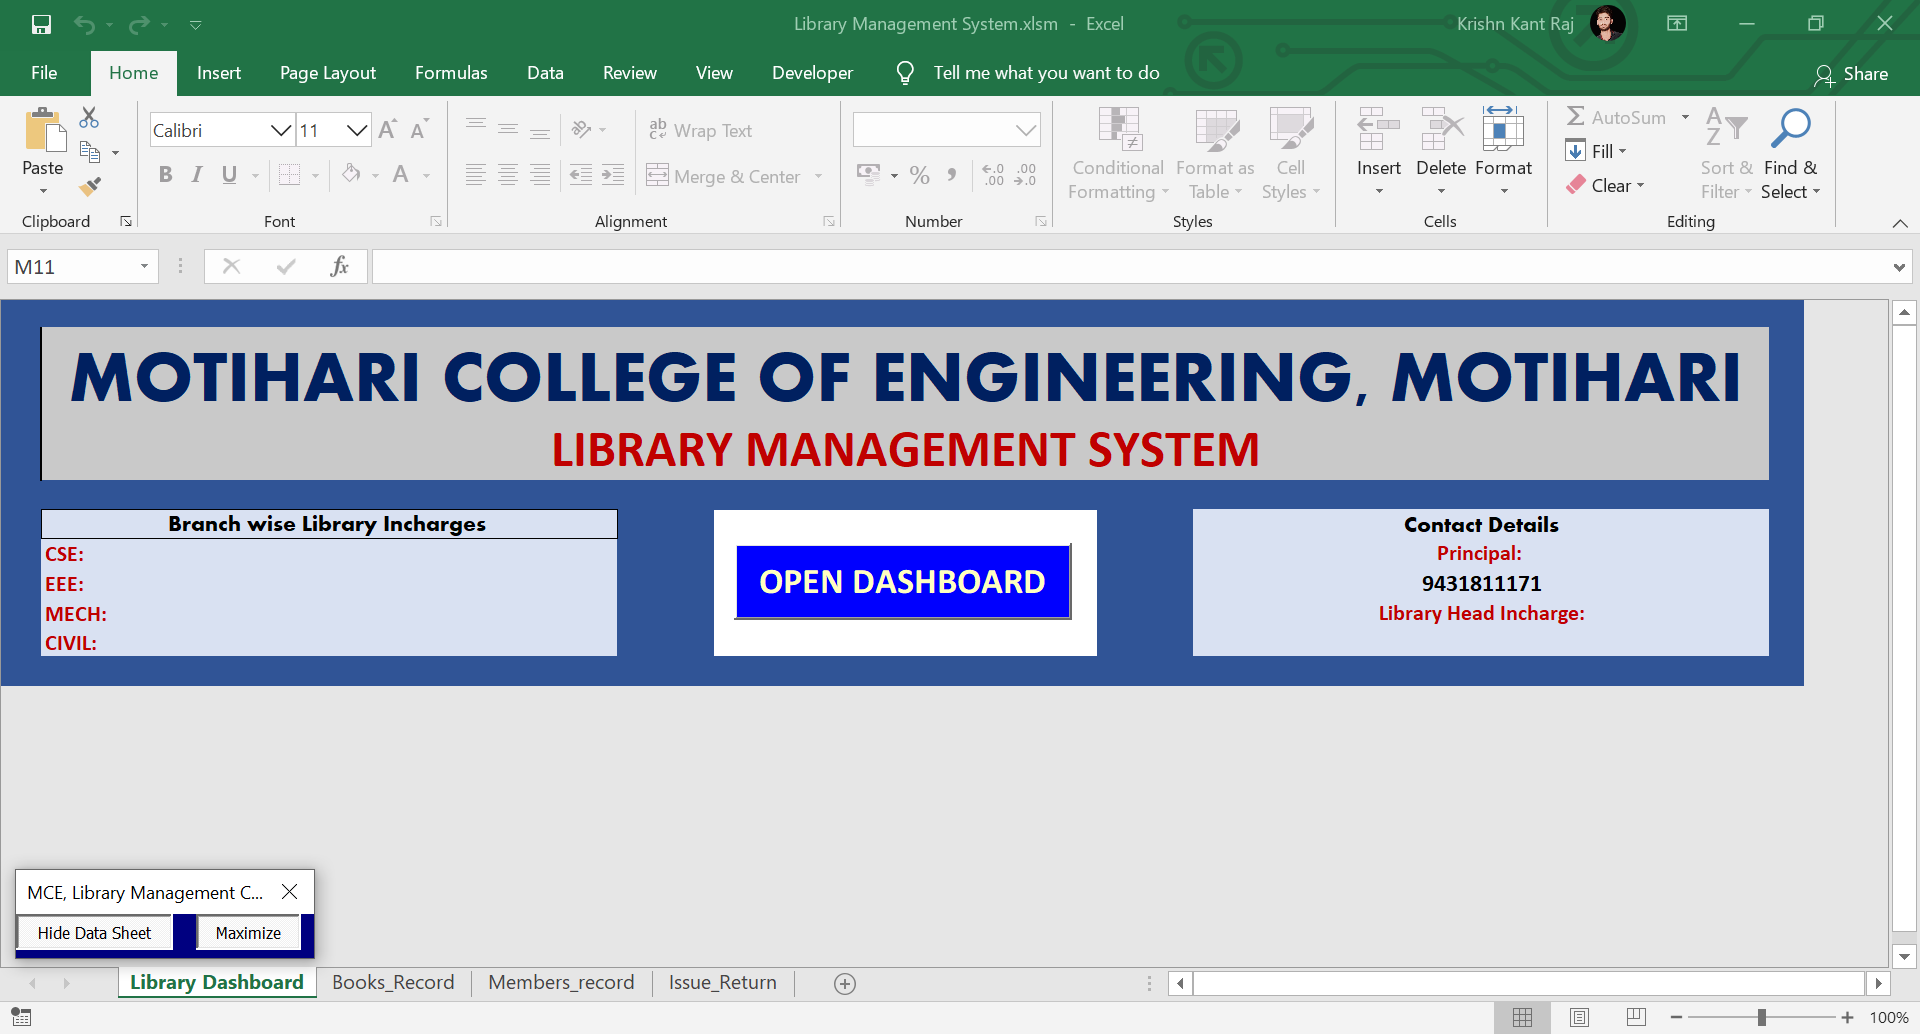 Library Management System.xlsm - Excel
Krishn Kant Raj
File Home Insert Page Layout Formulas Data Review View Developer Tell me what you want to do Share
Calibri 11
ab
Wrap Text
AutoSum
Paste
B I U A
Merge & Center
% , .00 .00
Conditional Formatting
Format as Table
Cell Styles
Insert Delete Format
Fill
Clear
Sort & Filter
Find & Select
Clipboard Font Alignment Number Styles Cells Editing
M11 fx
MOTIHARI COLLEGE OF ENGINEERING, MOTIHARI
LIBRARY MANAGEMENT SYSTEM
Branch wise Library Incharges
CSE:
EEE:
MECH:
CIVIL:
OPEN DASHBOARD
Contact Details
Principal:
9431811171
Library Head Incharge:
MCE, Library Management C...
Hide Data Sheet Maximize
Library Dashboard Books_Record Members_record Issue_Return
100%